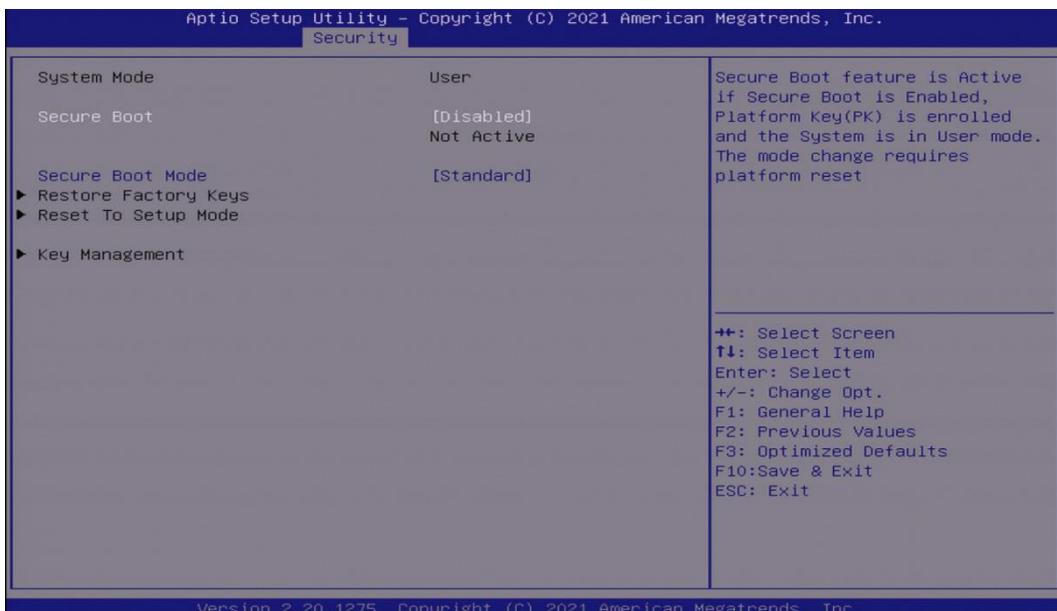 Aptio Setup Utility – Copyright (C) 2021 American Megatrends, Inc.
Security
System Mode User
Secure Boot [Disabled]
Not Active
Secure Boot Mode [Standard]
► Restore Factory Keys
► Reset To Setup Mode
► Key Management
Secure Boot feature is Active
if Secure Boot is Enabled,
Platform Key(PK) is enrolled
and the System is in User mode.
The mode change requires
platform reset
→←: Select Screen
↑↓: Select Item
Enter: Select
+/-: Change Opt.
F1: General Help
F2: Previous Values
F3: Optimized Defaults
F10:Save & Exit
ESC: Exit
Version 2.20.1275. Copyright (C) 2021 American Megatrends, Inc.